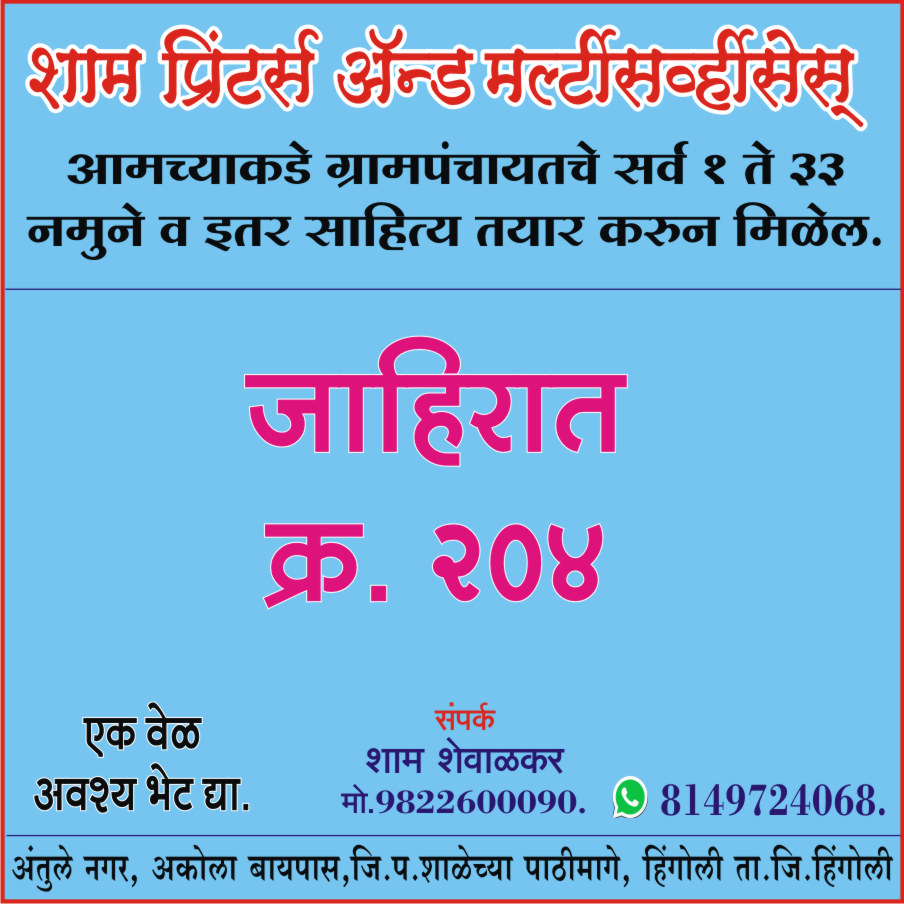 शाम प्रिंटर्स ॲन्ड मल्टीसर्व्हीसेस्
आमच्याकडे ग्रामपंचायतचे सर्व १ ते ३३
नमुने व इतर साहित्य तयार करुन मिळेल.
जाहिरात
क्र. २०४
एक वेळ
अवश्य भेट द्या.
संपर्क
शाम शेवाळकर
मो.9822600090.
8149724068.
अंतुले नगर, अकोला बायपास,जि.प.शाळेच्या पाठीमागे, हिंगोली ता.जि.हिंगोली